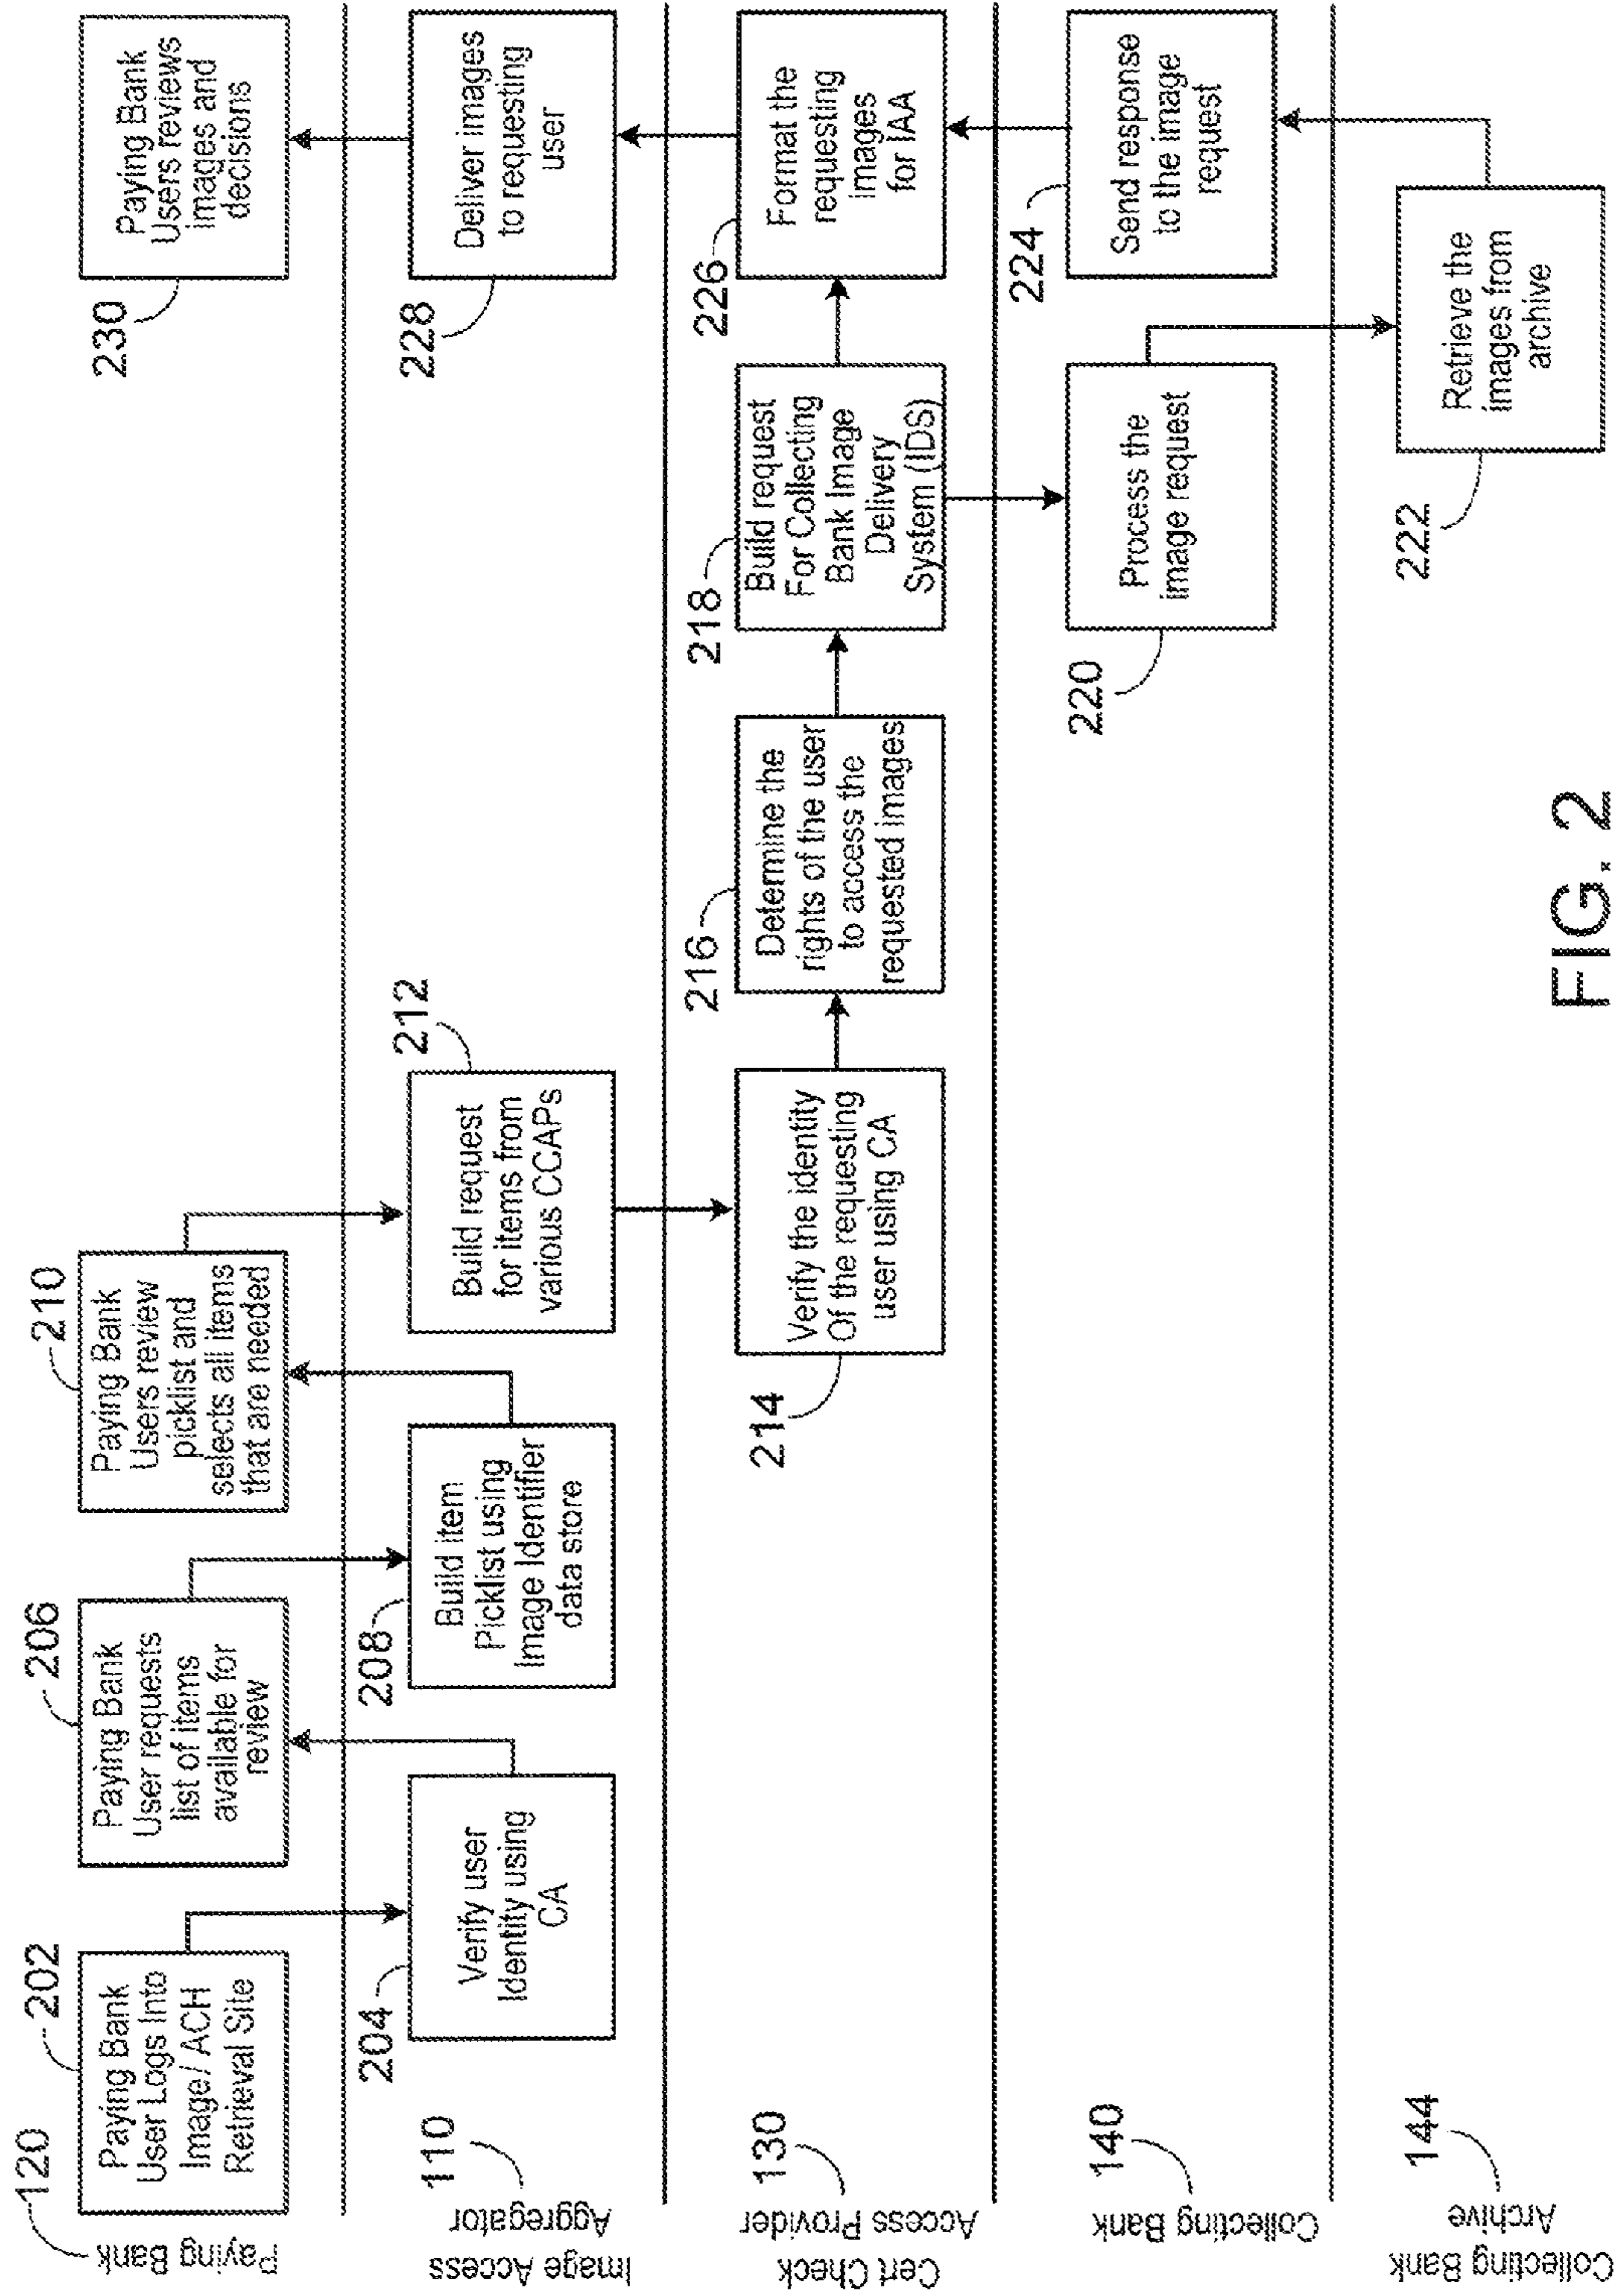 120
Paying Bank
202
Paying Bank
User Logs Into
Image/ ACH
Retrieval Site
206
Paying Bank
User requests
list of items
available for
review
210
Paying Bank
Users review
picklist and
selects all items
that are needed
230
Paying Bank
Users reviews
images and
decisions
110
Image Access
Aggregator
204
Verify user
Identity using
CA
208
Build item
Picklist using
Image Identifier
data store
212
Build request
for items from
various CCAPs
228
Deliver images
to requesting
user
130
Cert Check
Access Provider
214
Verify the identity
Of the requesting
user using CA
216
Determine the
rights of the user
to access the
requested images
218
Build request
For Collecting
Bank Image
Delivery
System (IDS)
226
Format the
requesting
images
for IAA
140
Collecting Bank
220
Process the
image request
224
Send response
to the image
request
144
Collecting Bank
Archive
222
Retrieve the
images from
archive
FIG. 2